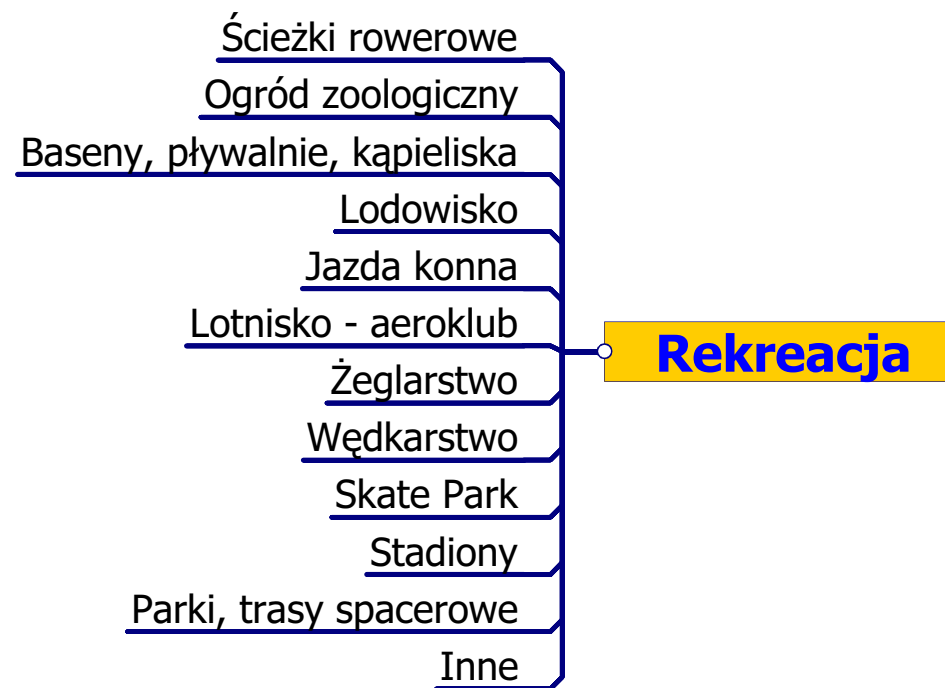 Ścieżki rowerowe
Ogród zoologiczny
Baseny, pływalnie, kąpieliska
Lodowisko
Jazda konna
Lotnisko - aeroklub
Rekreacja
Żeglarstwo
Wędkarstwo
Skate Park
Stadiony
Parki, trasy spacerowe
Inne